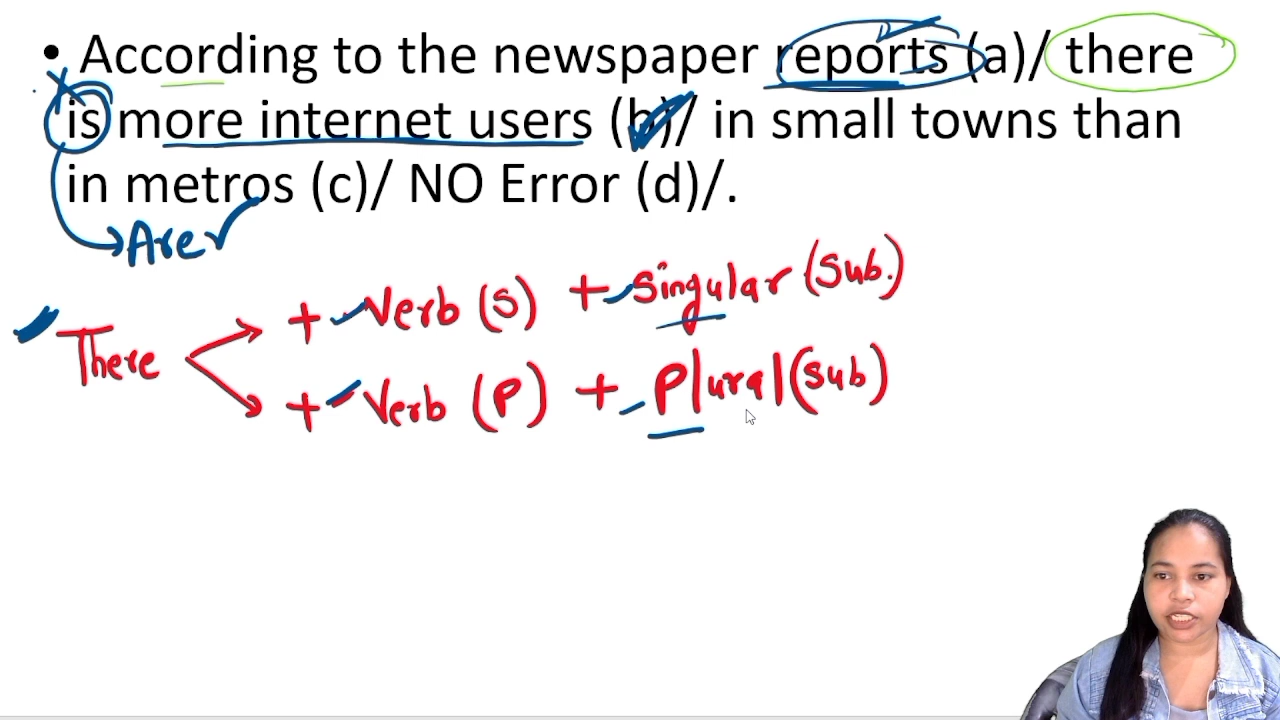 • According to the newspaper reports (a)/ there
is more internet users (b)/ in small towns than
in metros (c)/ NO Error (d)/.
Are
+ Verb (S) + Singular (Sub.)
There
+ Verb (P) + Plural (Sub)